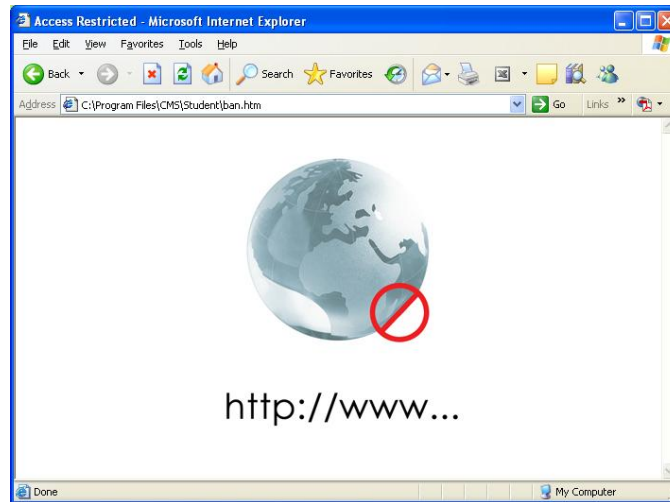 Access Restricted - Microsoft Internet Explorer
File Edit View Favorites Tools Help
Back Search Favorites
Address C:\Program Files\CMS\Student\ban.htm Go Links »
http://www...
Done My Computer